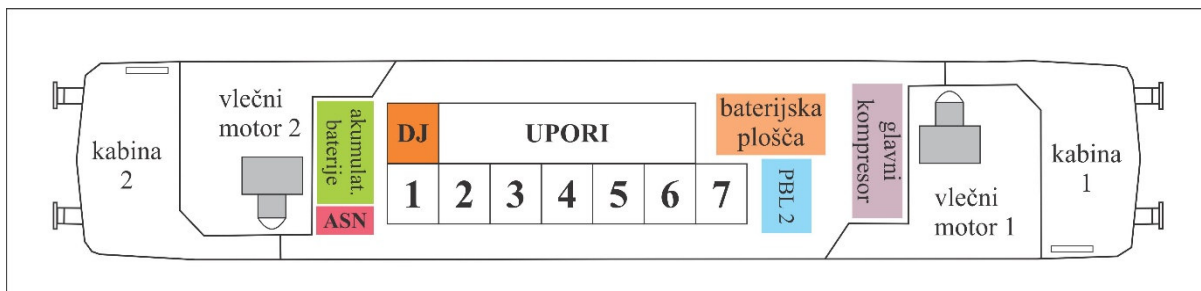 kabina
2
vlečni
motor 2
akumulat.
baterije
ASN
DJ
UPORI
1 2 3 4 5 6 7
baterijska
plošča
PBL 2
glavni
kompresor
vlečni
motor 1
kabina
1